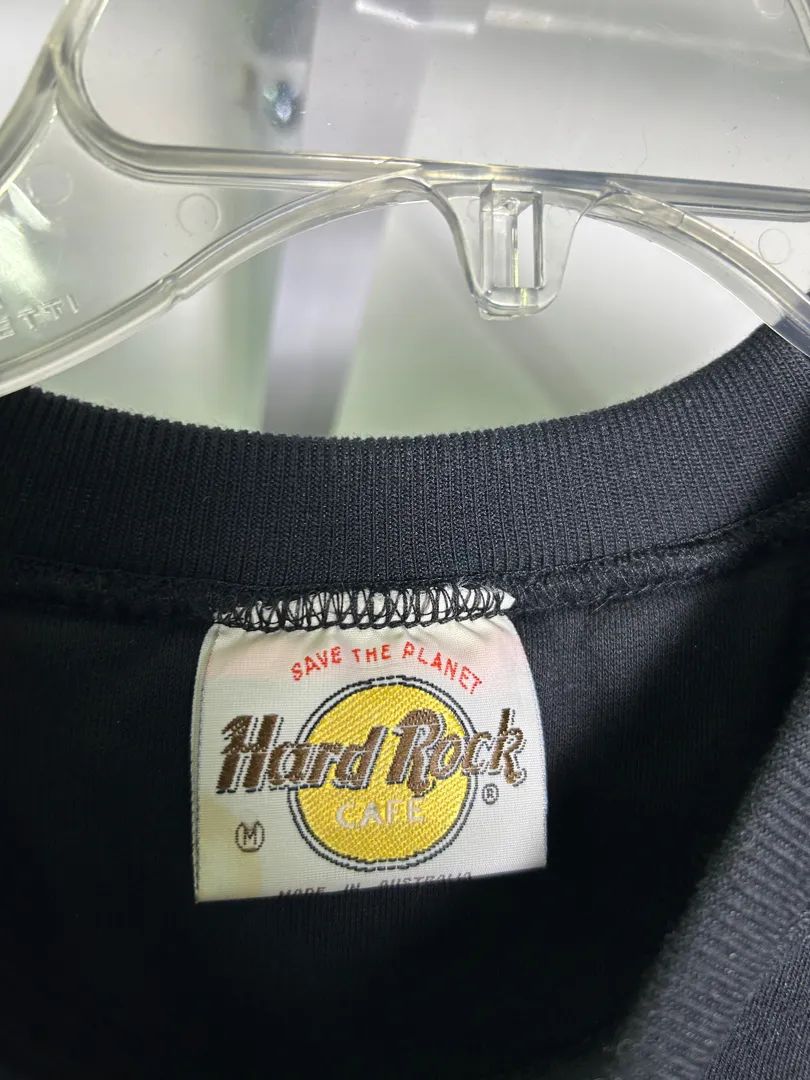 SAVE THE PLANET
Hard Rock
CAFE
®
M
MADE IN AUSTRALIA